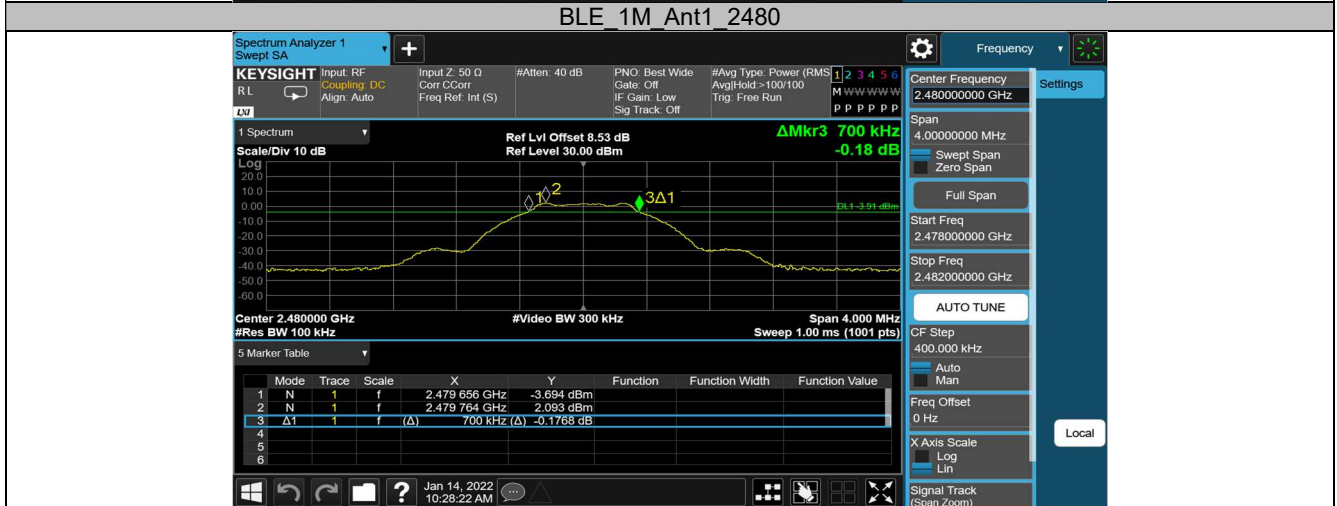 BLE_1M_Ant1_2480
Spectrum Analyzer 1
Swept SA
+
Frequency
KEYSIGHT
R L
LXI
Input: RF
Coupling: DC
Align: Auto
Input Z: 50 Ω
Corr CCorr
Freq Ref: Int (S)
#Atten: 40 dB
PNO: Best Wide
Gate: Off
IF Gain: Low
Sig Track: Off
#Avg Type: Power (RMS
Avg|Hold:>100/100
Trig: Free Run
1 2 3 4 5 6
M W W W W W
P P P P P P
Center Frequency
2.480000000 GHz
Settings
Span
4.00000000 MHz
Swept Span
Zero Span
Full Span
Start Freq
2.478000000 GHz
Stop Freq
2.482000000 GHz
AUTO TUNE
CF Step
400.000 kHz
Auto
Man
Freq Offset
0 Hz
X Axis Scale
Log
Lin
Signal Track
(Span Zoom)
Local
1 Spectrum
Scale/Div 10 dB
Ref Lvl Offset 8.53 dB
Ref Level 30.00 dBm
ΔMkr3 700 kHz
-0.18 dB
Log
20.0
10.0
0.00
-10.0
-20.0
-30.0
-40.0
-50.0
-60.0
1
2
3Δ1
DL1 -3.91 dBm
Center 2.480000 GHz
#Res BW 100 kHz
#Video BW 300 kHz
Span 4.000 MHz
Sweep 1.00 ms (1001 pts)
5 Marker Table
Mode Trace Scale X Y Function Function Width Function Value
1 N 1 f 2.479 656 GHz -3.694 dBm
2 N 1 f 2.479 764 GHz 2.093 dBm
3 Δ1 1 f (Δ) 700 kHz (Δ) -0.1768 dB
4
5
6
?
Jan 14, 2022
10:28:22 AM